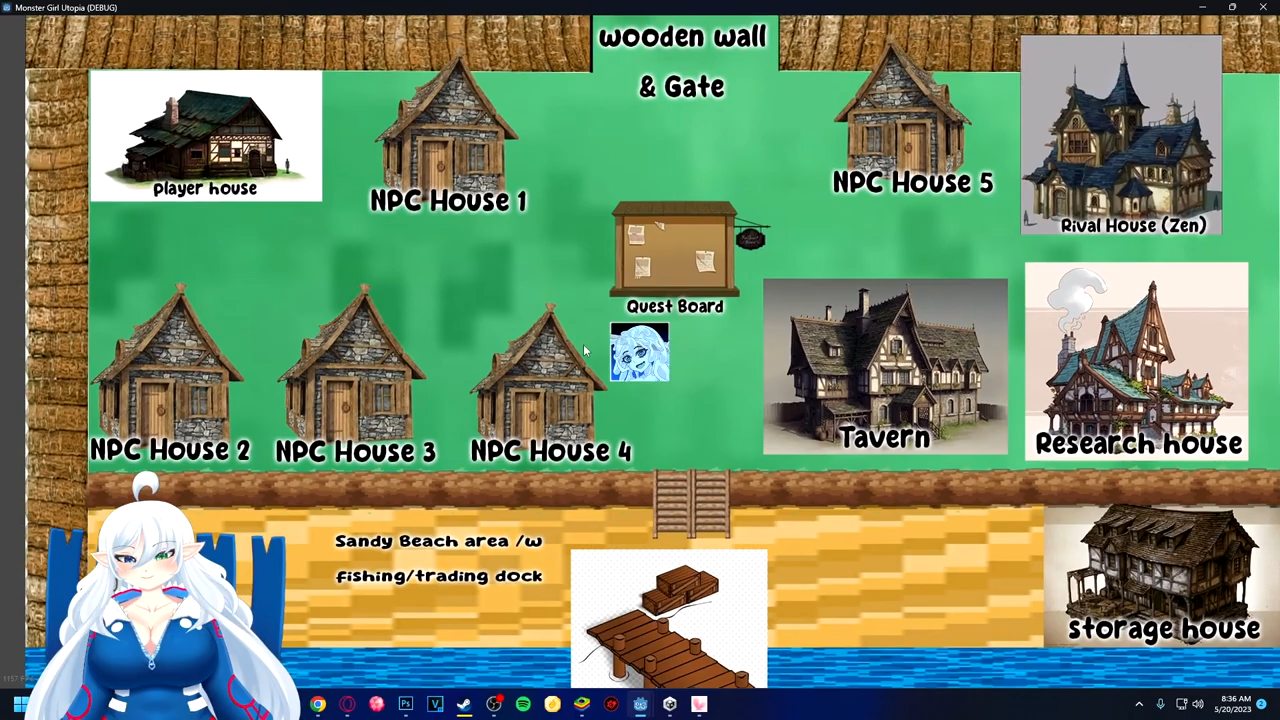 Monster Girl Utopia (DEBUG)
wooden wall
& Gate
player house
NPC House 1
NPC House 5
Rival House (Zen)
Quest Board
NPC House 2
NPC House 3
NPC House 4
Tavern
Research house
Sandy Beach area /w
fishing/trading dock
storage house
8:36 AM
5/20/2023